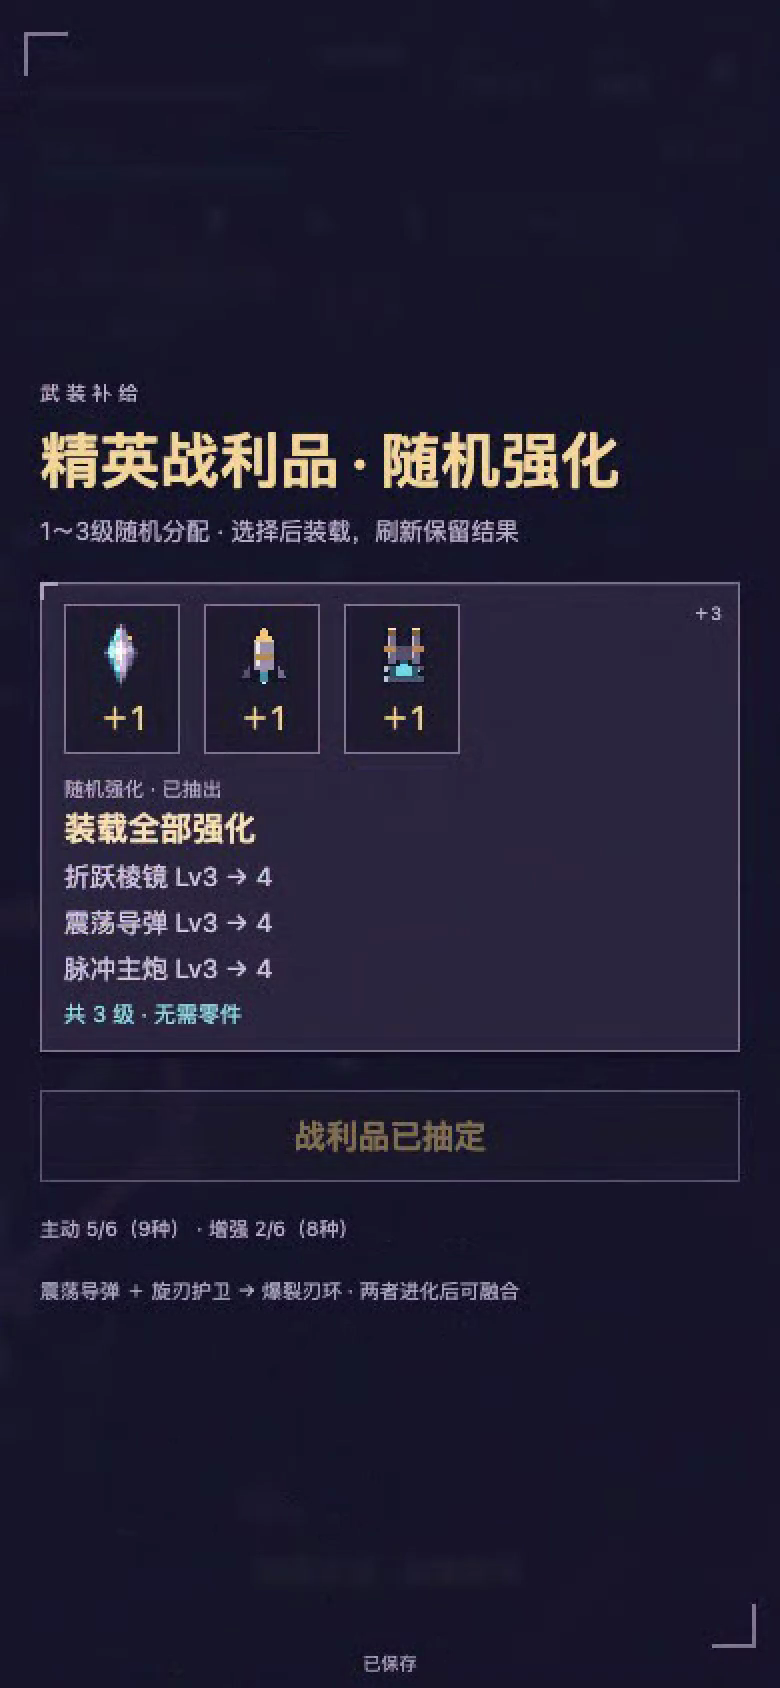 武装补给
精英战利品·随机强化
1～3级随机分配·选择后装载，刷新保留结果
+3
+1 +1 +1
随机强化·已抽出
装载全部强化
折跃棱镜 Lv3 → 4
震荡导弹 Lv3 → 4
脉冲主炮 Lv3 → 4
共 3 级·无需零件
战利品已抽定
主动 5/6（9种）·增强 2/6（8种）
震荡导弹 ＋ 旋刃护卫 → 爆裂刃环·两者进化后可融合
已保存